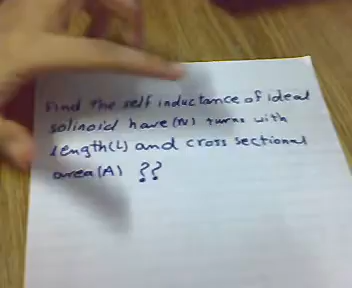 Find the self inductance of ideal
solinoid have (N) turns with
length (L) and cross sectional
area (A) ??